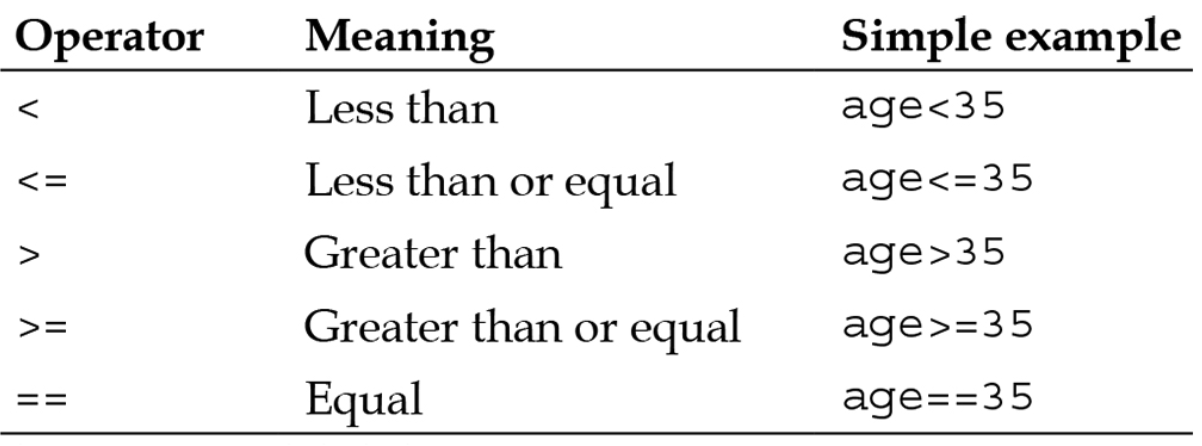 Operator Meaning Simple example
< Less than age<35
<= Less than or equal age<=35
> Greater than age>35
>= Greater than or equal age>=35
== Equal age==35